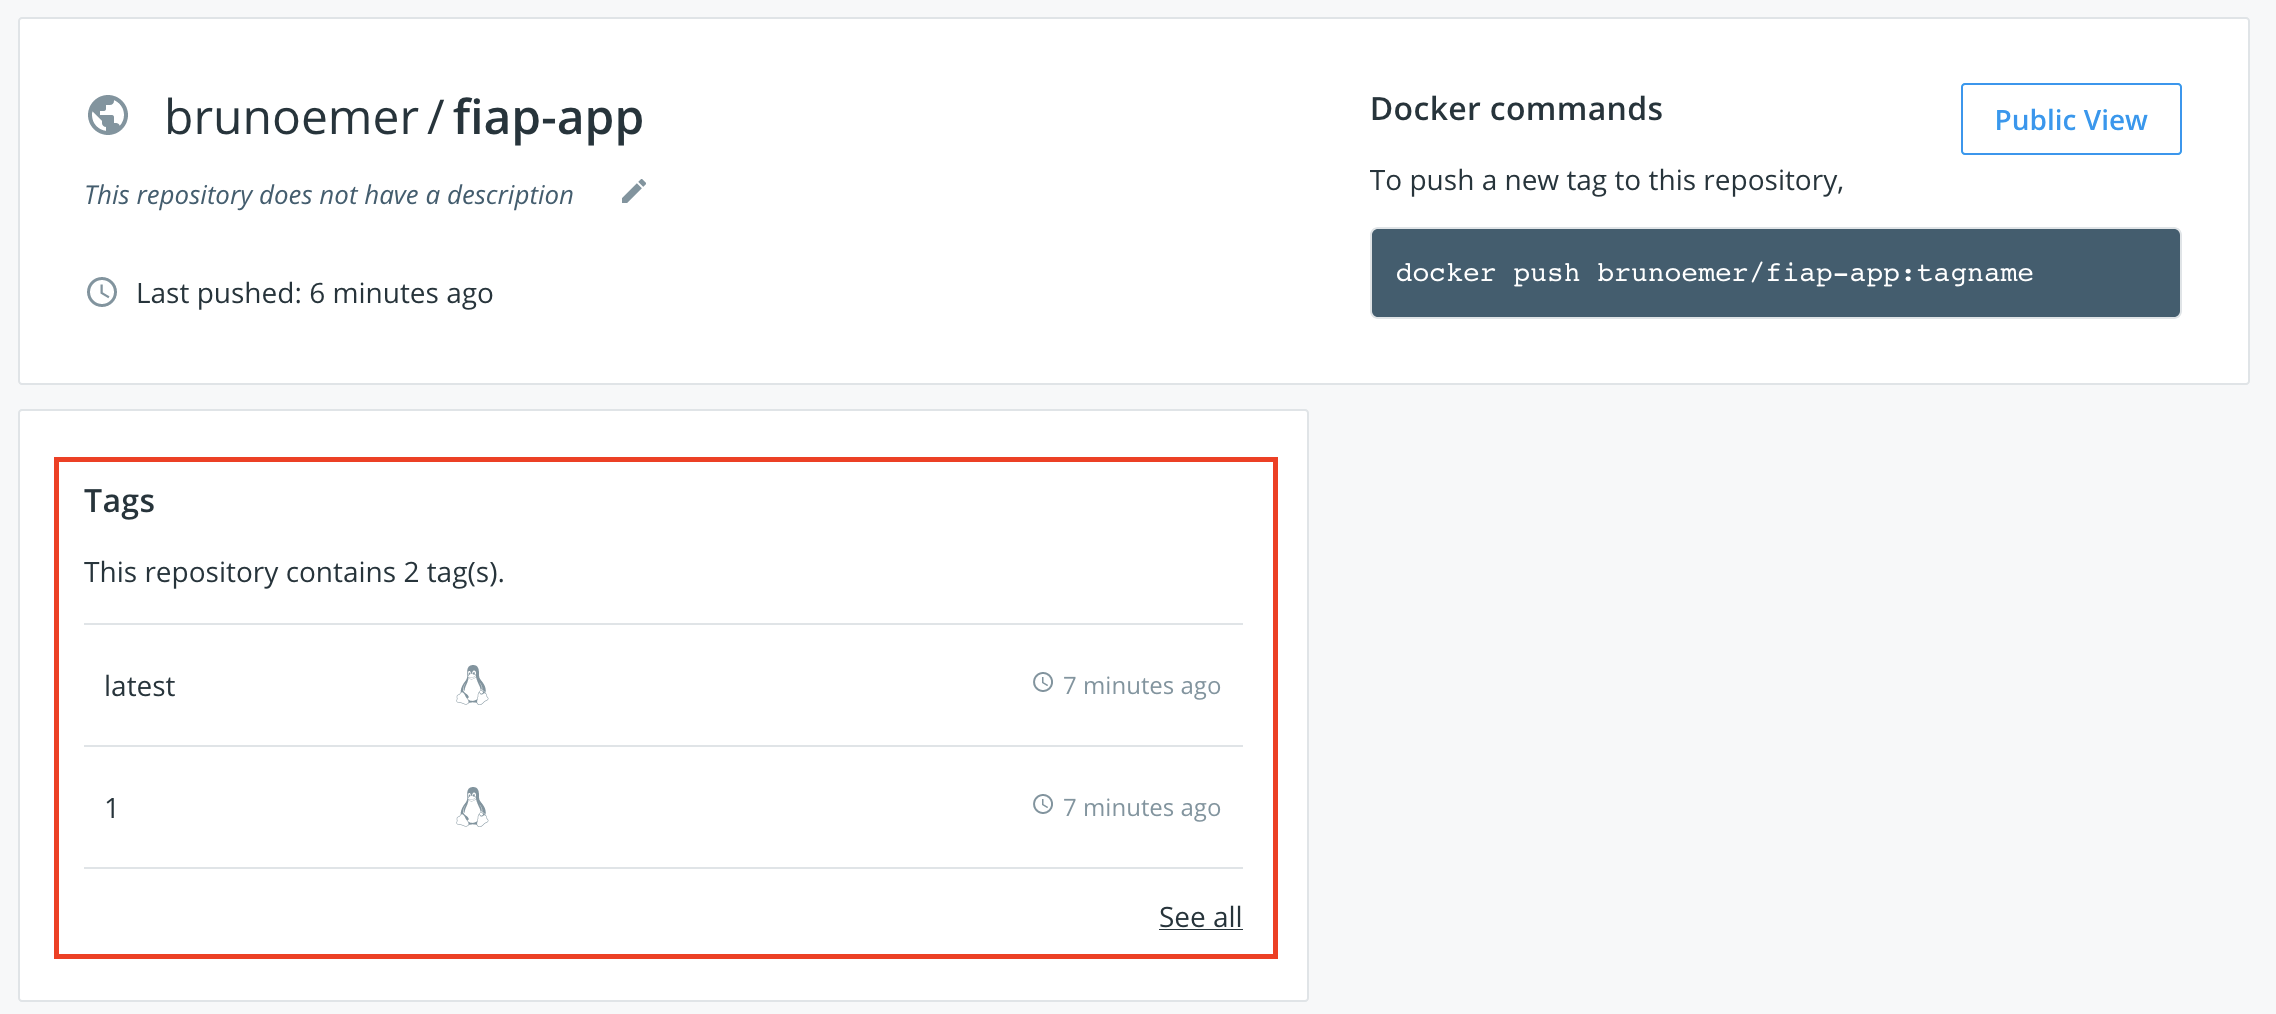 brunoemer / fiap-app
This repository does not have a description
Last pushed: 6 minutes ago
Docker commands
Public View
To push a new tag to this repository,
docker push brunoemer/fiap-app:tagname
Tags
This repository contains 2 tag(s).
latest 7 minutes ago
1 7 minutes ago
See all